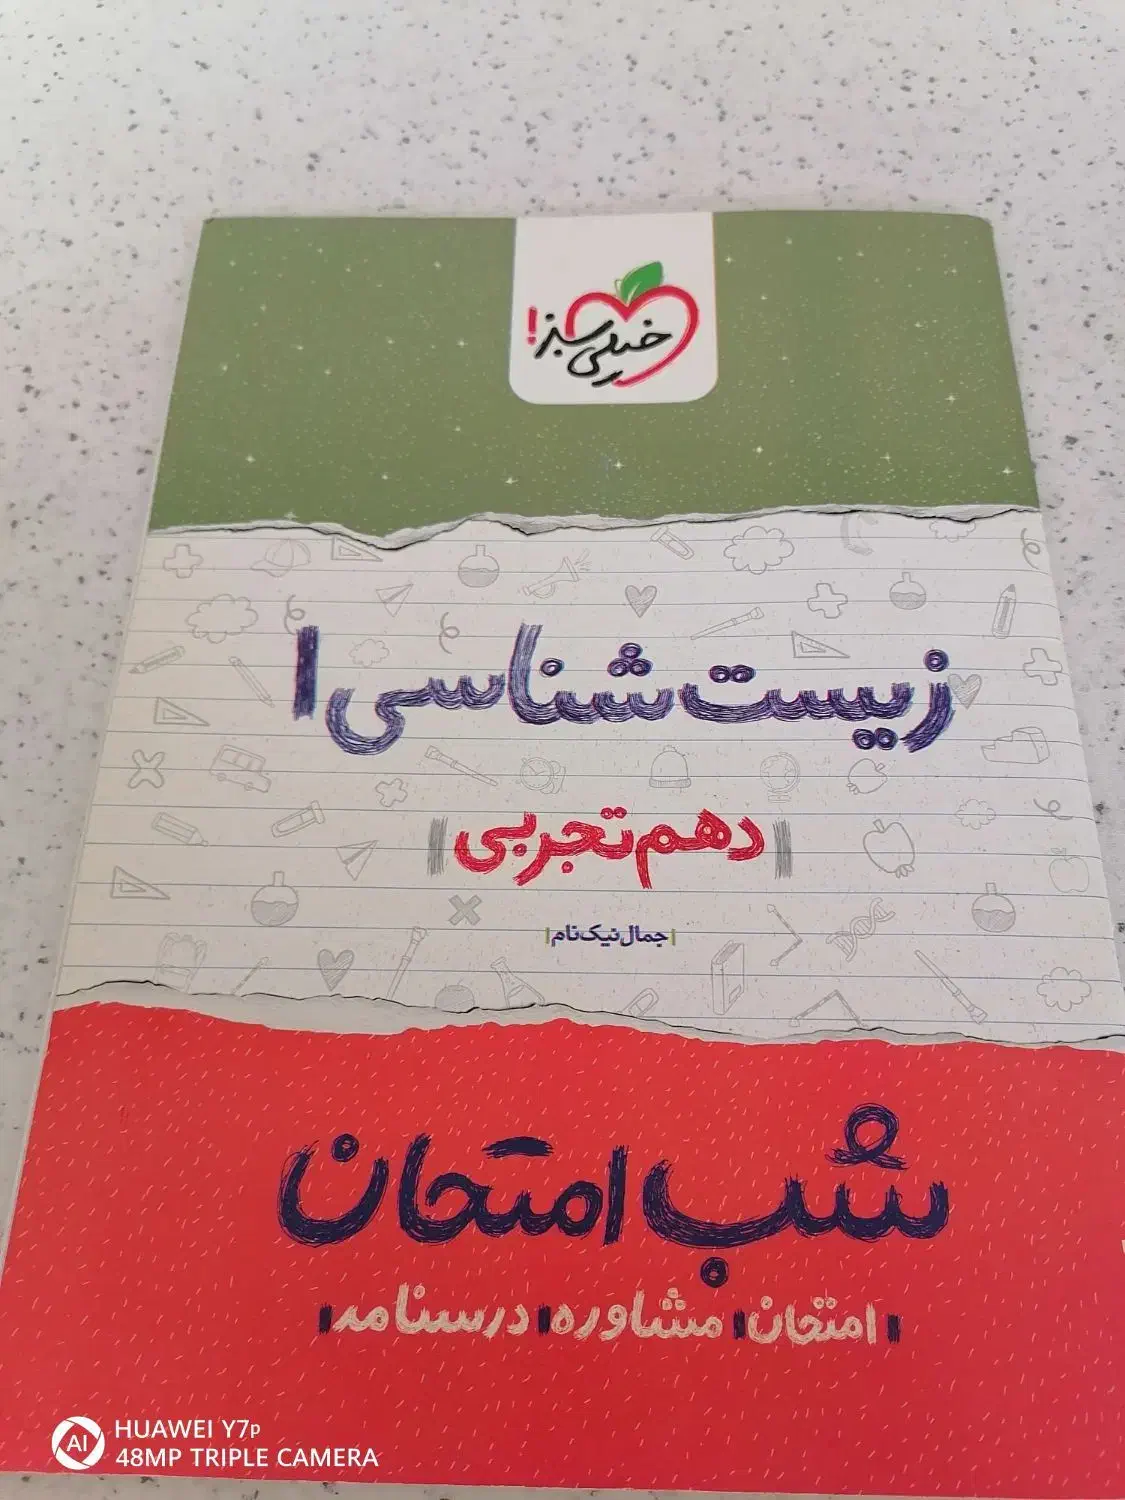 خیلی سبز!
زیست شناسی ۱
| دهم تجربی |
| جمال نیک‌نام |
شب امتحان
| امتحان | مشاوره | درسنامه |
HUAWEI Y7p
AI
48MP TRIPLE CAMERA